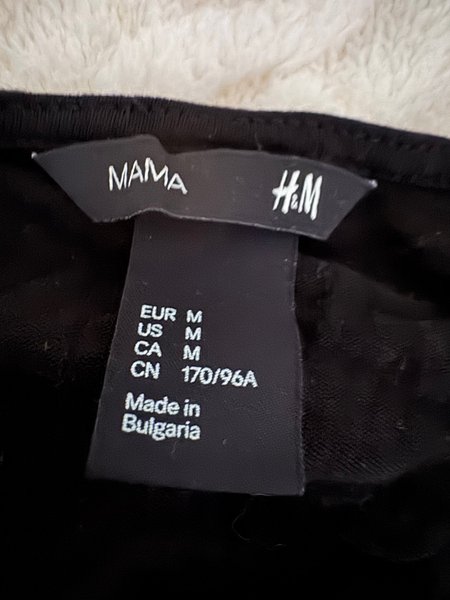 MAMA H&M
EUR M
US M
CA M
CN 170/96A
Made in
Bulgaria